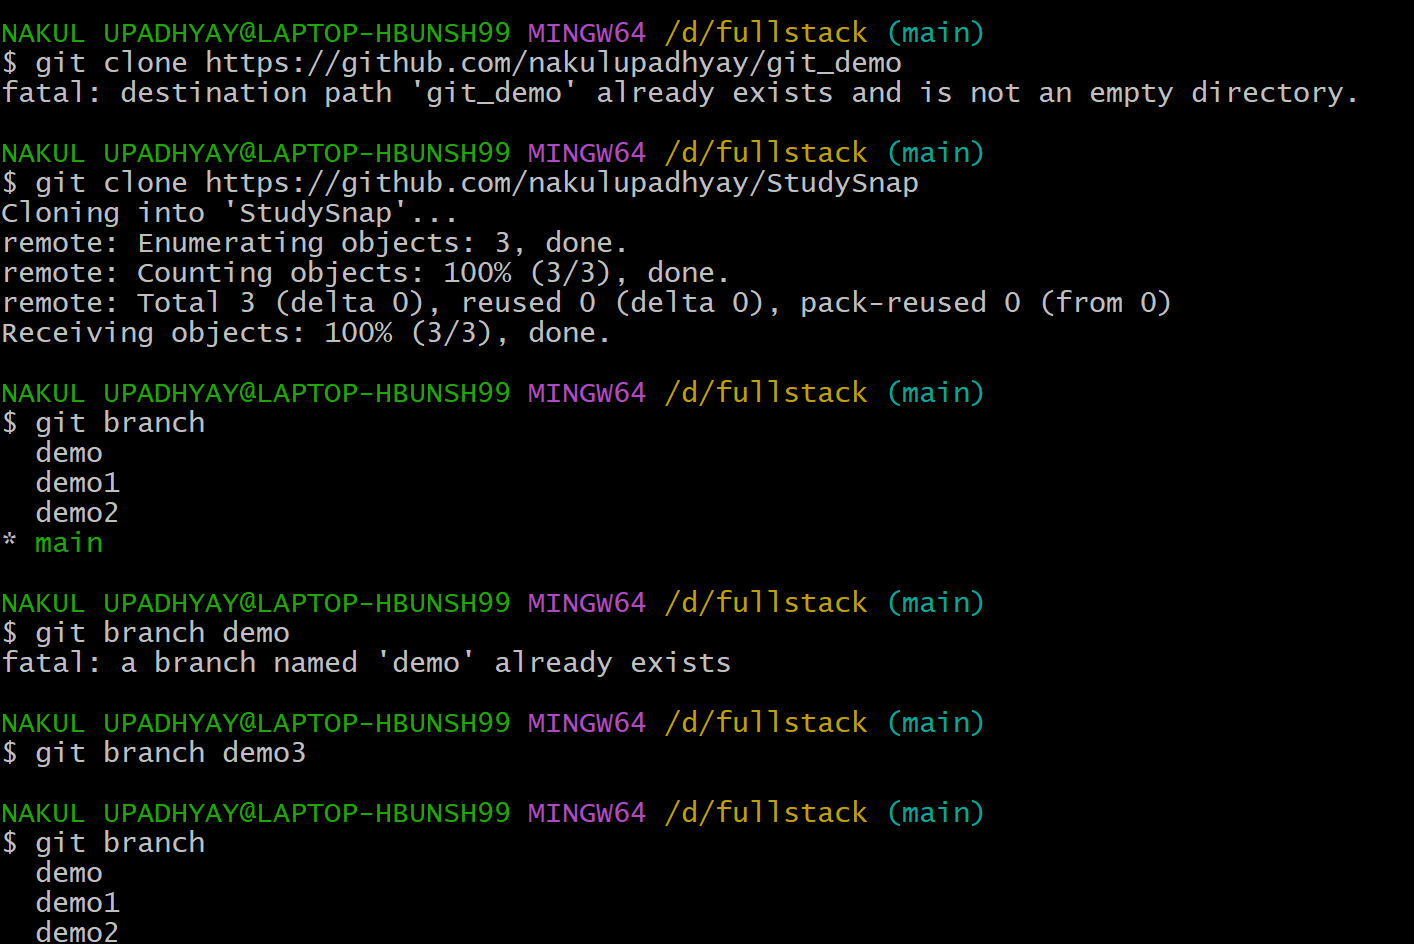 NAKUL UPADHYAY@LAPTOP-HBUNSH99 MINGW64 /d/fullstack (main)
$ git clone https://github.com/nakulupadhyay/git_demo
fatal: destination path 'git_demo' already exists and is not an empty directory.
NAKUL UPADHYAY@LAPTOP-HBUNSH99 MINGW64 /d/fullstack (main)
$ git clone https://github.com/nakulupadhyay/StudySnap
Cloning into 'StudySnap'...
remote: Enumerating objects: 3, done.
remote: Counting objects: 100% (3/3), done.
remote: Total 3 (delta 0), reused 0 (delta 0), pack-reused 0 (from 0)
Receiving objects: 100% (3/3), done.
NAKUL UPADHYAY@LAPTOP-HBUNSH99 MINGW64 /d/fullstack (main)
$ git branch
  demo
  demo1
  demo2
* main
NAKUL UPADHYAY@LAPTOP-HBUNSH99 MINGW64 /d/fullstack (main)
$ git branch demo
fatal: a branch named 'demo' already exists
NAKUL UPADHYAY@LAPTOP-HBUNSH99 MINGW64 /d/fullstack (main)
$ git branch demo3
NAKUL UPADHYAY@LAPTOP-HBUNSH99 MINGW64 /d/fullstack (main)
$ git branch
  demo
  demo1
  demo2